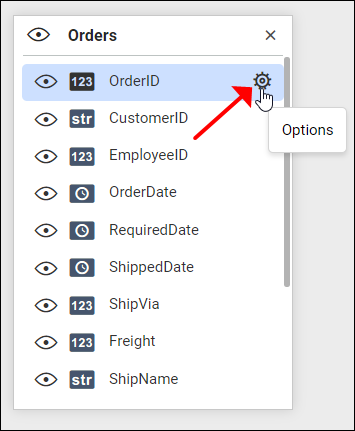 Orders
123 OrderID
Options
str CustomerID
123 EmployeeID
OrderDate
RequiredDate
ShippedDate
123 ShipVia
123 Freight
str ShipName